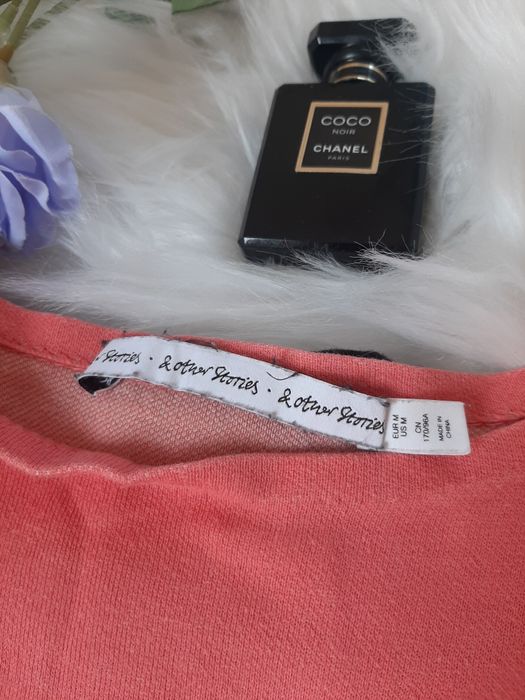 COCO
NOIR
CHANEL
PARIS
Stories · & other Stories · & other Stories
EUR M
US M
CN
170/96A
MADE IN
CHINA